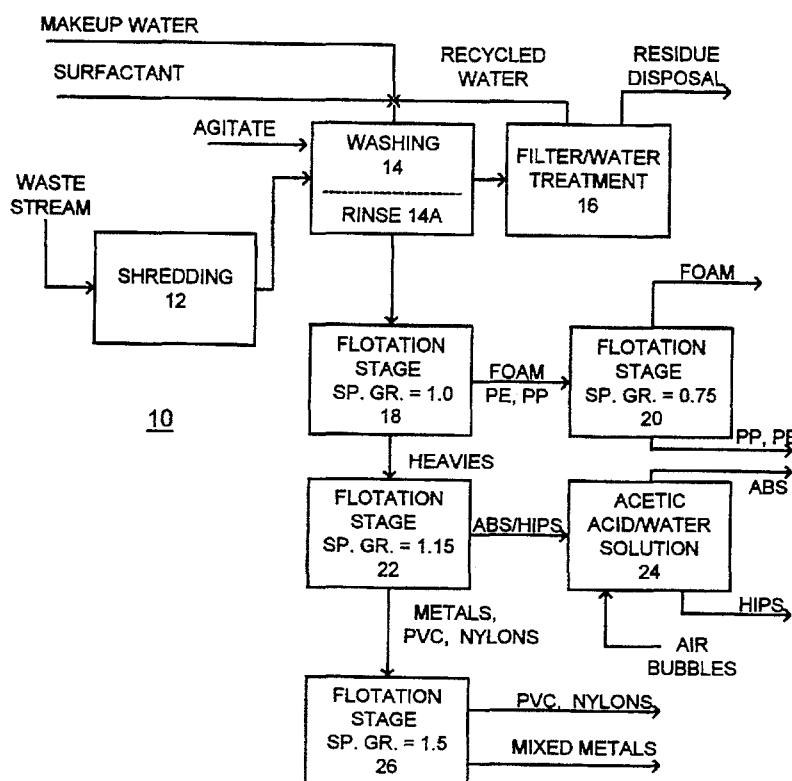 MAKEUP WATER
SURFACTANT
RECYCLED
WATER
RESIDUE
DISPOSAL
AGITATE
WASHING
14
RINSE 14A
FILTER/WATER
TREATMENT
16
WASTE
STREAM
SHREDDING
12
FOAM
FLOTATION
STAGE
SP. GR. = 1.0
18
FOAM
PE, PP
FLOTATION
STAGE
SP. GR. = 0.75
20
10
PP, PE
HEAVIES
FLOTATION
STAGE
SP. GR. = 1.15
22
ABS/HIPS
ACETIC
ACID/WATER
SOLUTION
24
ABS
HIPS
METALS,
PVC, NYLONS
AIR
BUBBLES
FLOTATION
STAGE
SP. GR. = 1.5
26
PVC, NYLONS
MIXED METALS